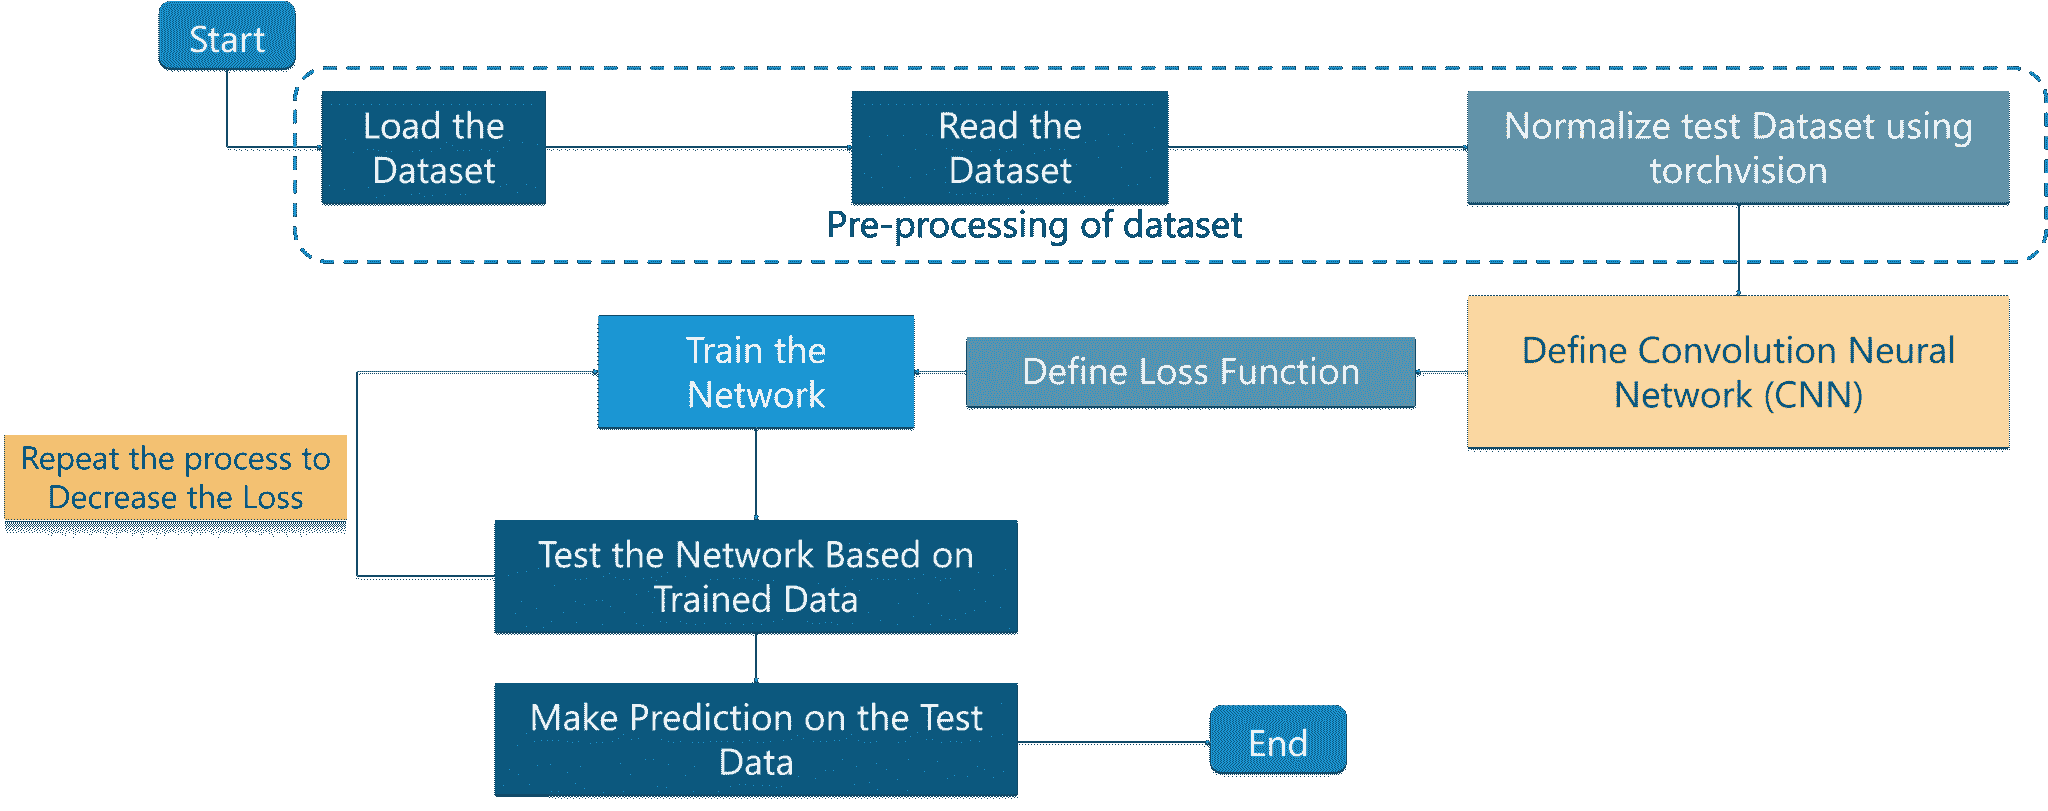 Start
Load the
Dataset
Read the
Dataset
Normalize test Dataset using
torchvision
Pre-processing of dataset
Define Convolution Neural
Network (CNN)
Define Loss Function
Train the
Network
Repeat the process to
Decrease the Loss
Test the Network Based on
Trained Data
Make Prediction on the Test
Data
End